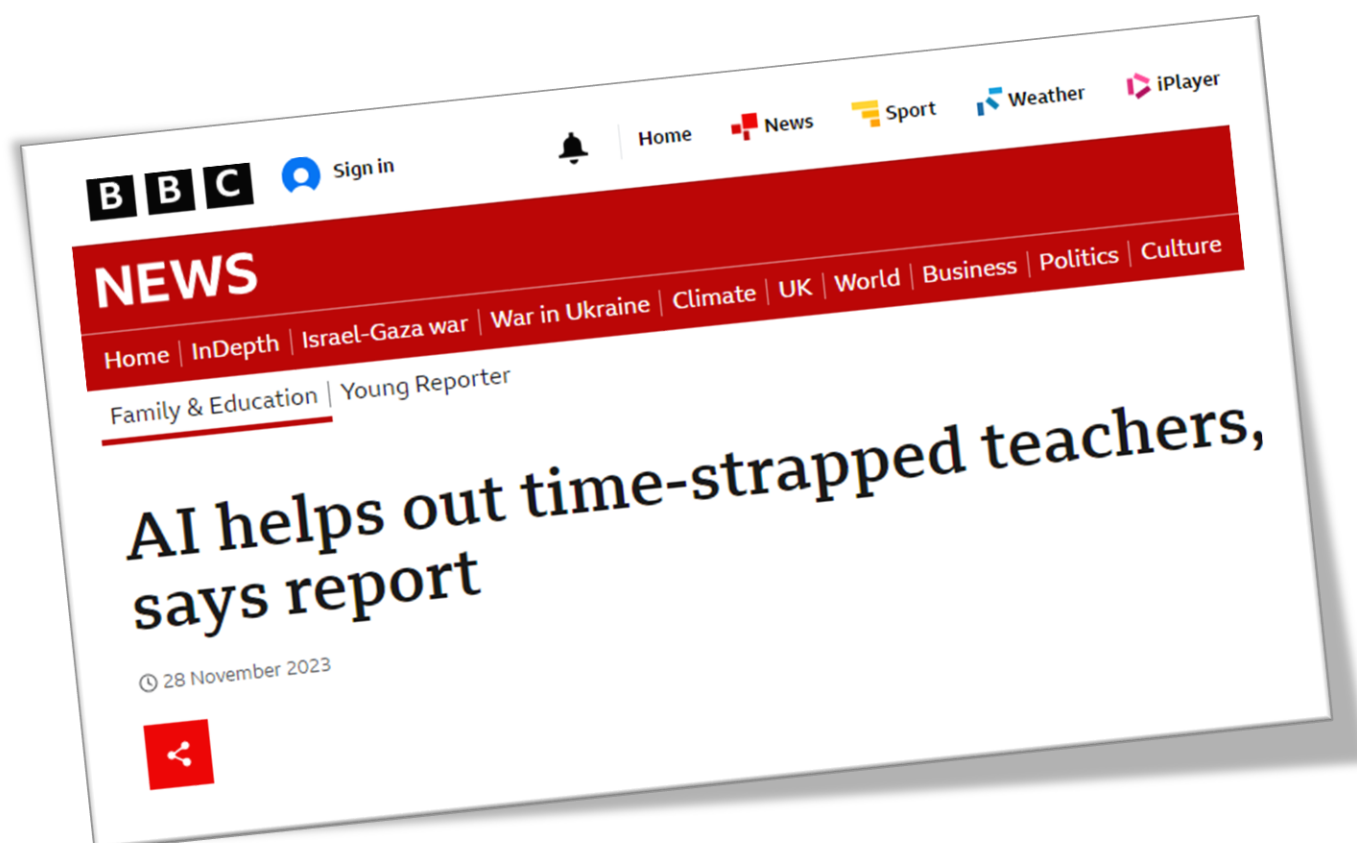 BBC Sign in Home News Sport Weather iPlayer
NEWS
Home InDepth Israel-Gaza war War in Ukraine Climate UK World Business Politics Culture
Family & Education Young Reporter
AI helps out time-strapped teachers,
says report
28 November 2023